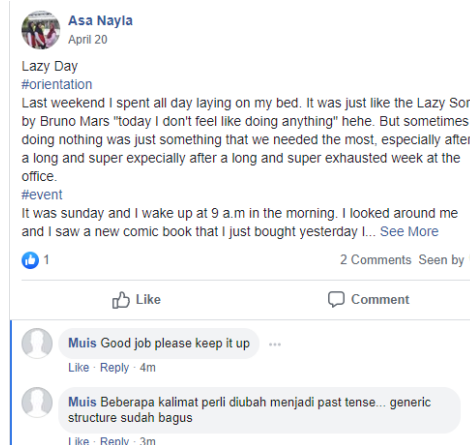 Asa Nayla
April 20
Lazy Day
#orientation
Last weekend I spent all day laying on my bed. It was just like the Lazy Son
by Bruno Mars "today I don't feel like doing anything" hehe. But sometimes
doing nothing was just something that we needed the most, especially after
a long and super expecially after a long and super exhausted week at the
office.
#event
It was sunday and I wake up at 9 a.m in the morning. I looked around me
and I saw a new comic book that I just bought yesterday I... See More
1
2 Comments Seen by
Like
Comment
Muis Good job please keep it up
Like · Reply · 4m
Muis Beberapa kalimat perli diubah menjadi past tense... generic
structure sudah bagus
Like · Reply · 3m